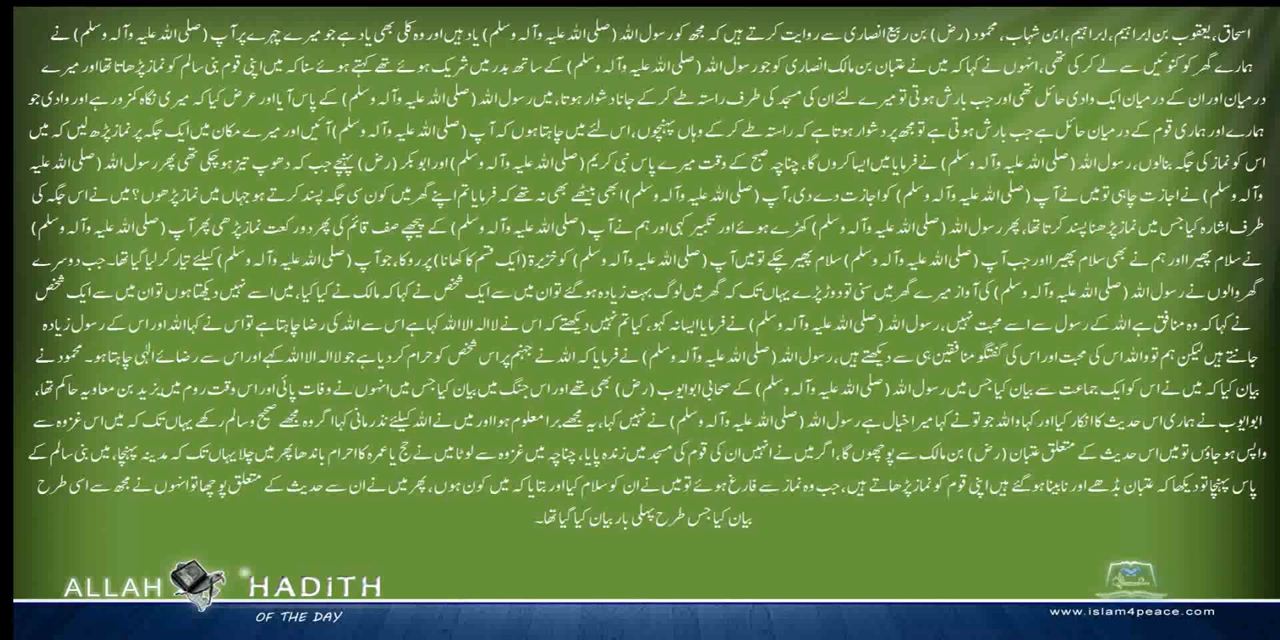 اسحاق، یعقوب بن ابراہیم، ابراہیم، ابن شہاب، محمود (رض) بن ربیع انصاری سے روایت کرتے ہیں کہ مجھ کو رسول اللہ (صلی اللہ علیہ وآلہ وسلم) یاد ہیں اور وہ کلی بھی یاد ہے جو میرے چہرے پر آپ (صلی اللہ علیہ وآلہ وسلم) نے
ہمارے گھر کو کنوئیں سے لے کر کی تھی، انہوں نے کہا کہ میں نے عتبان بن مالک انصاری کو جو رسول اللہ (صلی اللہ علیہ وآلہ وسلم) کے ساتھ بدر میں شریک ہوئے تھے کہتے ہوئے سنا کہ میں اپنی قوم بنی سالم کو نماز پڑھاتا تھا اور میرے
درمیان اور ان کے درمیان ایک وادی حائل تھی اور جب بارش ہوتی تو میرے لئے ان کی مسجد کی طرف راستہ طے کر کے جانا دشوار ہوتا، میں رسول اللہ (صلی اللہ علیہ وآلہ وسلم) کے پاس آیا اور عرض کیا کہ میری نگاہ کمزور ہے اور وادی جو
ہمارے اور ہماری قوم کے درمیان حائل ہے جب بارش ہوتی ہے تو مجھ پر دشوار ہوتا ہے کہ راستہ طے کر کے وہاں پہنچوں، اس لئے میں چاہتا ہوں کہ آپ (صلی اللہ علیہ وآلہ وسلم) آئیں اور میرے مکان میں ایک جگہ پر نماز پڑھ لیں کہ میں
اس کو نماز کی جگہ بنالوں، رسول اللہ (صلی اللہ علیہ وآلہ وسلم) نے فرمایا میں ایسا کروں گا، چناچہ صبح کے وقت میرے پاس نبی کریم (صلی اللہ علیہ وآلہ وسلم) اور ابوبکر (رض) پہنچے جب کہ دھوپ تیز ہوچکی تھی پھر رسول اللہ (صلی اللہ علیہ
وآلہ وسلم) نے اجازت چاہی تو میں نے آپ (صلی اللہ علیہ وآلہ وسلم) کو اجازت دے دی، آپ (صلی اللہ علیہ وآلہ وسلم) ابھی بیٹھے بھی نہ تھے کہ فرمایا تم اپنے گھر میں کون سی جگہ پسند کرتے ہو جہاں میں نماز پڑھوں؟ میں نے اس جگہ کی
طرف اشارہ کیا جس میں نماز پڑھنا پسند کرتا تھا، پھر رسول اللہ (صلی اللہ علیہ وآلہ وسلم) کھڑے ہوئے اور تکبیر کہی اور ہم نے آپ (صلی اللہ علیہ وآلہ وسلم) کے پیچھے صف قائم کی پھر دو رکعت نماز پڑھی پھر آپ (صلی اللہ علیہ وآلہ وسلم)
نے سلام پھیرا اور ہم نے بھی سلام پھیرا اور جب آپ (صلی اللہ علیہ وآلہ وسلم) سلام پھیر چکے تو میں آپ (صلی اللہ علیہ وآلہ وسلم) کو خزیرۃ (ایک قسم کا کھانا) پر روکا، جو آپ (صلی اللہ علیہ وآلہ وسلم) کیلئے تیار کرلیا گیا تھا۔ جب دوسرے
گھر والوں نے رسول اللہ (صلی اللہ علیہ وآلہ وسلم) کی آواز میرے گھر میں سنی تو دوڑ پڑے یہاں تک کہ گھر میں لوگ بہت زیادہ ہوگئے تو ان میں سے ایک شخص نے کہا کہ مالک نے کیا کیا، میں اسے نہیں دیکھتا ہوں تو ان میں سے ایک شخص
نے کہا کہ وہ منافق ہے اللہ کے رسول سے اسے محبت نہیں، رسول اللہ (صلی اللہ علیہ وآلہ وسلم) نے فرمایا ایسا نہ کہو، کیا تم نہیں دیکھتے کہ اس نے لا الہ الا اللہ کہا ہے اس سے اللہ کی رضا چاہتا ہے تو اس نے کہا اللہ اور اس کے رسول زیادہ
جانتے ہیں لیکن ہم تو واللہ اس کی محبت اور اس کی گفتگو منافقین ہی سے دیکھتے ہیں، رسول اللہ (صلی اللہ علیہ وآلہ وسلم) نے فرمایا کہ اللہ نے جہنم پر اس شخص کو حرام کردیا ہے جو لا الہ الا اللہ کہے اور اس سے رضائے الٰہی چاہتا ہو۔ محمود نے
بیان کیا کہ میں نے اس کو ایک جماعت سے بیان کیا جس میں رسول اللہ (صلی اللہ علیہ وآلہ وسلم) کے صحابی ابوایوب (رض) بھی تھے اور اس جنگ میں بیان کیا جس میں انہوں نے وفات پائی اور اس وقت روم میں یزید بن معاویہ حاکم تھا،
ابوایوب نے ہماری اس حدیث کا انکار کیا اور کہا واللہ جو تو نے کہا میرا خیال ہے رسول اللہ (صلی اللہ علیہ وآلہ وسلم) نے نہیں کہا، یہ مجھے برا معلوم ہوا اور میں نے اللہ کیلئے نذر مانی کہ اگر وہ مجھے صحیح وسالم رکھے یہاں تک کہ میں اس غزوہ سے
واپس ہوجاؤں تو میں اس حدیث کے متعلق عتبان (رض) بن مالک سے پوچھوں گا، اگر میں نے انہیں ان کی قوم کی مسجد میں زندہ پایا، چناچہ میں غزوہ سے لوٹا میں نے حج یا عمرہ کا احرام باندھا پھر میں چلا یہاں تک کہ مدینہ پہنچا، میں بنی سالم کے
پاس پہنچا تو دیکھا کہ عتبان بڈھے اور نابینا ہوگئے ہیں اپنی قوم کو نماز پڑھاتے ہیں، جب وہ نماز سے فارغ ہوئے تو میں نے ان کو سلام کیا اور بتایا کہ میں کون ہوں، پھر میں نے ان سے حدیث کے متعلق پوچھا تو انہوں نے مجھ سے اسی طرح
بیان کیا جس طرح پہلی بار بیان کیا گیا تھا۔
ALLAH HADITH
OF THE DAY
www.islam4peace.com